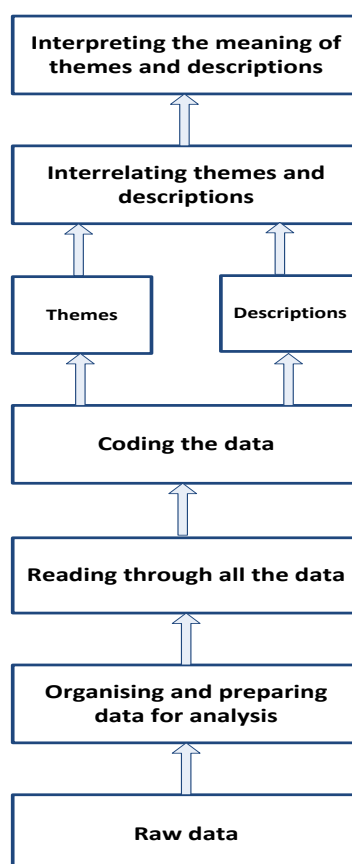 Interpreting the meaning of
themes and descriptions
Interrelating themes and
descriptions
Themes
Descriptions
Coding the data
Reading through all the data
Organising and preparing
data for analysis
Raw data